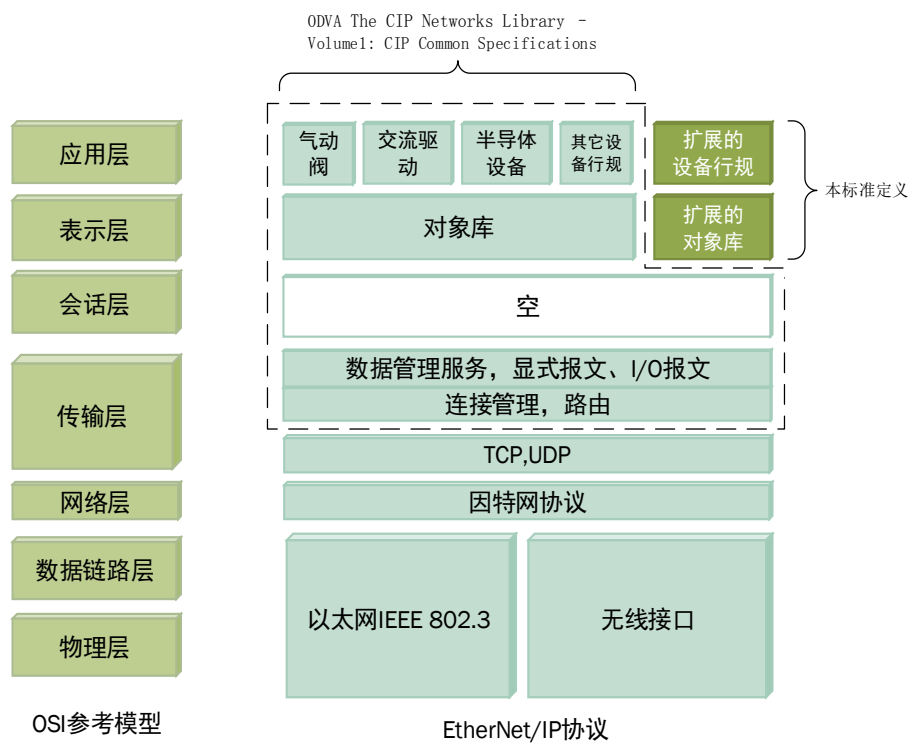 ODVA The CIP Networks Library –
Volume1: CIP Common Specifications
应用层
气动
阀
交流驱
动
半导体
设备
其它设
备行规
扩展的
设备行规
本标准定义
表示层
对象库
扩展的
对象库
会话层
空
传输层
数据管理服务，显式报文、I/O报文
连接管理，路由
TCP,UDP
网络层
因特网协议
数据链路层
以太网IEEE 802.3
无线接口
物理层
OSI参考模型
EtherNet/IP协议